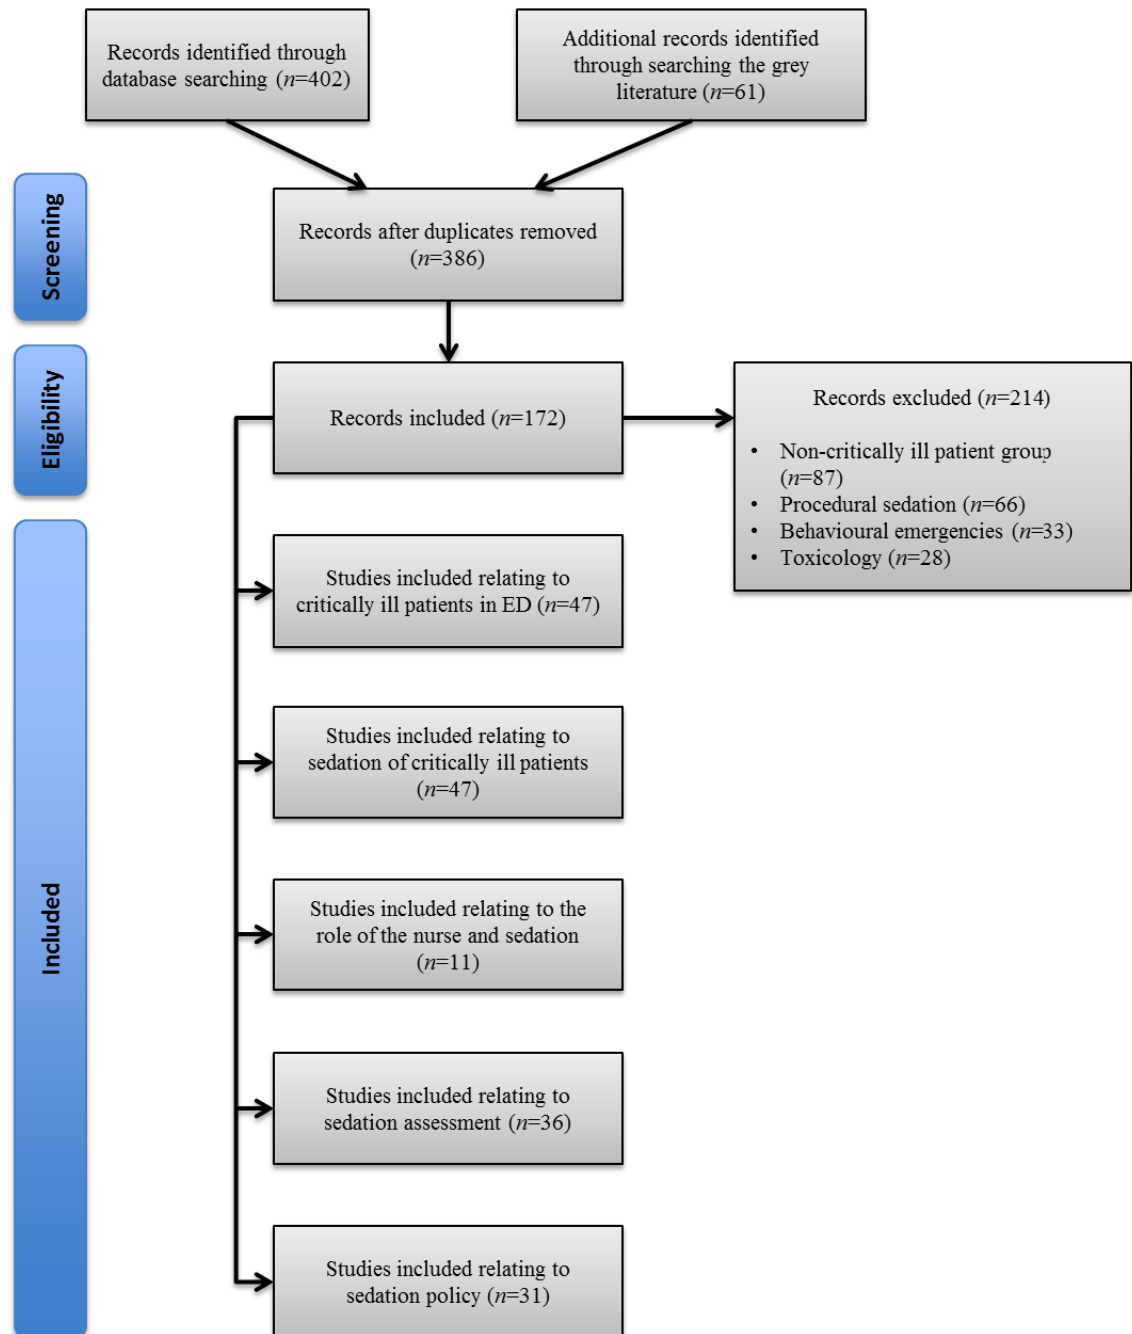 Records identified through
database searching (n=402)
Additional records identified
through searching the grey
literature (n=61)
Screening
Records after duplicates removed
(n=386)
Eligibility
Records included (n=172)
Records excluded (n=214)
• Non-critically ill patient group
(n=87)
• Procedural sedation (n=66)
• Behavioural emergencies (n=33)
• Toxicology (n=28)
Included
Studies included relating to
critically ill patients in ED (n=47)
Studies included relating to
sedation of critically ill patients
(n=47)
Studies included relating to the
role of the nurse and sedation
(n=11)
Studies included relating to
sedation assessment (n=36)
Studies included relating to
sedation policy (n=31)